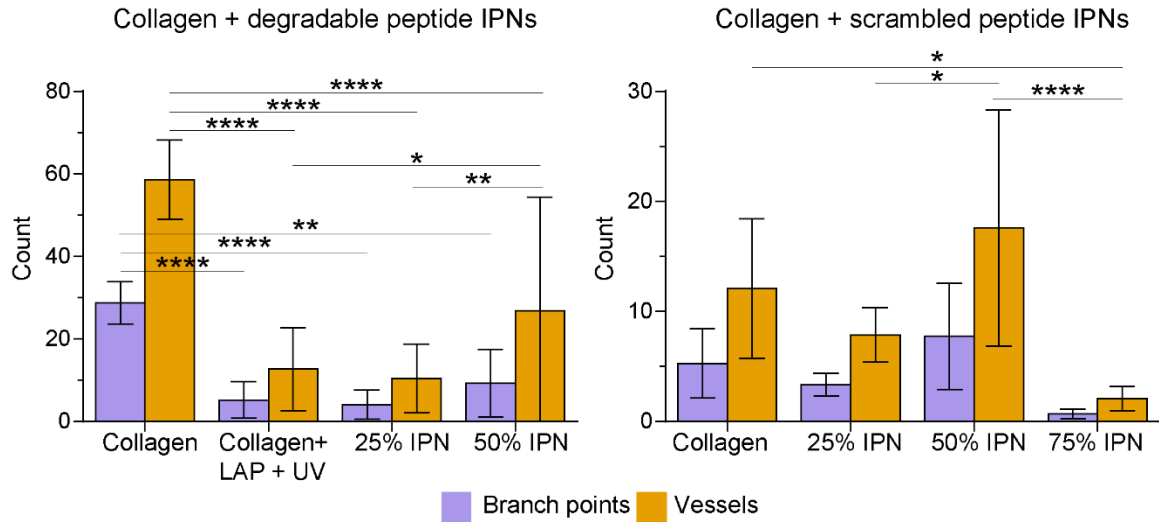 Collagen + degradable peptide IPNs
Collagen + scrambled peptide IPNs
Count
80
60
40
20
0
****
****
****
*
**
**
****
****
Collagen
Collagen+
LAP + UV
25% IPN
50% IPN
Count
30
20
10
0
*
*
****
Collagen
25% IPN
50% IPN
75% IPN
Branch points
Vessels